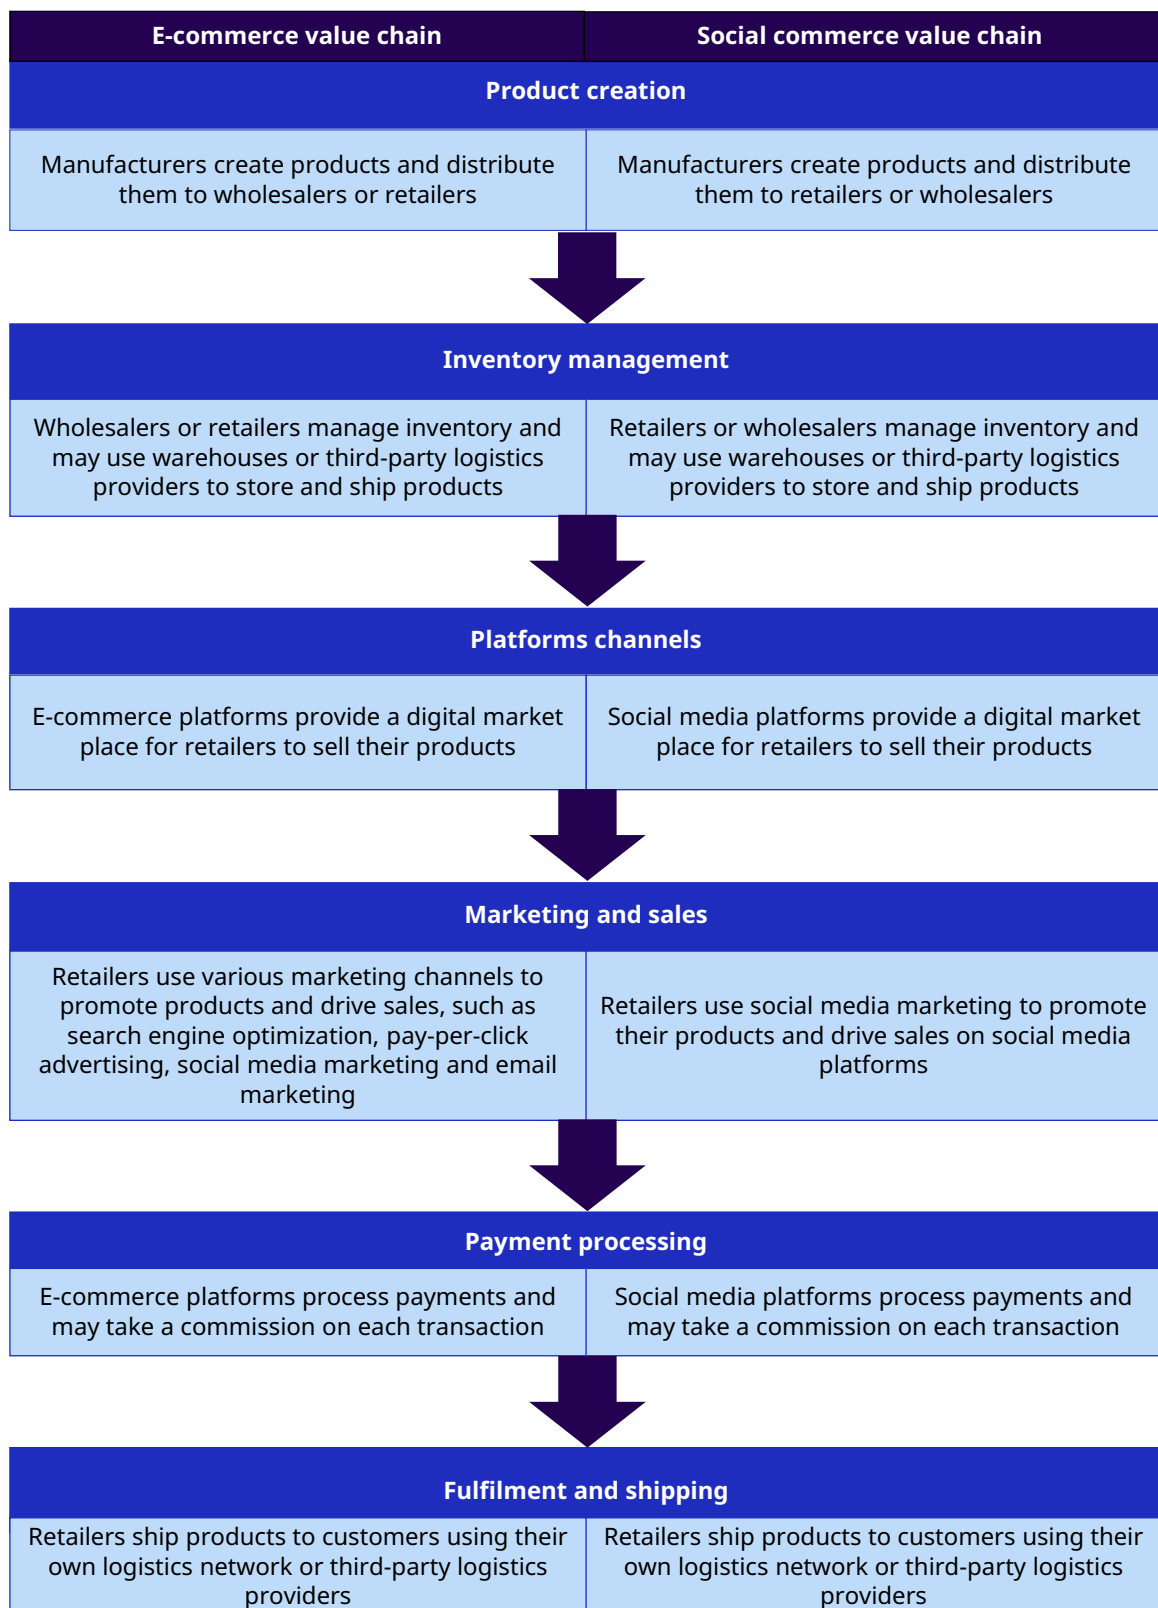 E-commerce value chain
Social commerce value chain
Product creation
Manufacturers create products and distribute
them to wholesalers or retailers
Manufacturers create products and distribute
them to retailers or wholesalers
Inventory management
Wholesalers or retailers manage inventory and
may use warehouses or third-party logistics
providers to store and ship products
Retailers or wholesalers manage inventory and
may use warehouses or third-party logistics
providers to store and ship products
Platforms channels
E-commerce platforms provide a digital market
place for retailers to sell their products
Social media platforms provide a digital market
place for retailers to sell their products
Marketing and sales
Retailers use various marketing channels to
promote products and drive sales, such as
search engine optimization, pay-per-click
advertising, social media marketing and email
marketing
Retailers use social media marketing to promote
their products and drive sales on social media
platforms
Payment processing
E-commerce platforms process payments and
may take a commission on each transaction
Social media platforms process payments and
may take a commission on each transaction
Fulfilment and shipping
Retailers ship products to customers using their
own logistics network or third-party logistics
providers
Retailers ship products to customers using their
own logistics network or third-party logistics
providers